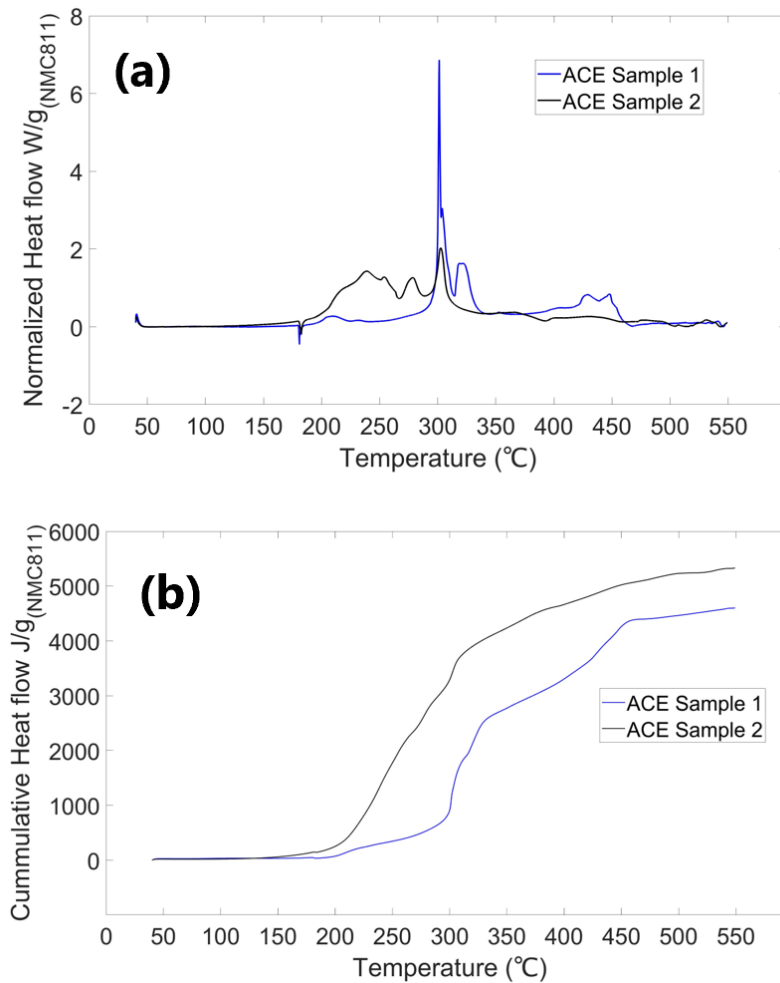 (a)
Normalized Heat flow W/g(NMC811)
8
6
4
2
0
-2
ACE Sample 1
ACE Sample 2
0 50 100 150 200 250 300 350 400 450 500 550
Temperature (℃)
(b)
Cummulative Heat flow J/g(NMC811)
6000
5000
4000
3000
2000
1000
0
ACE Sample 1
ACE Sample 2
0 50 100 150 200 250 300 350 400 450 500 550
Temperature (℃)